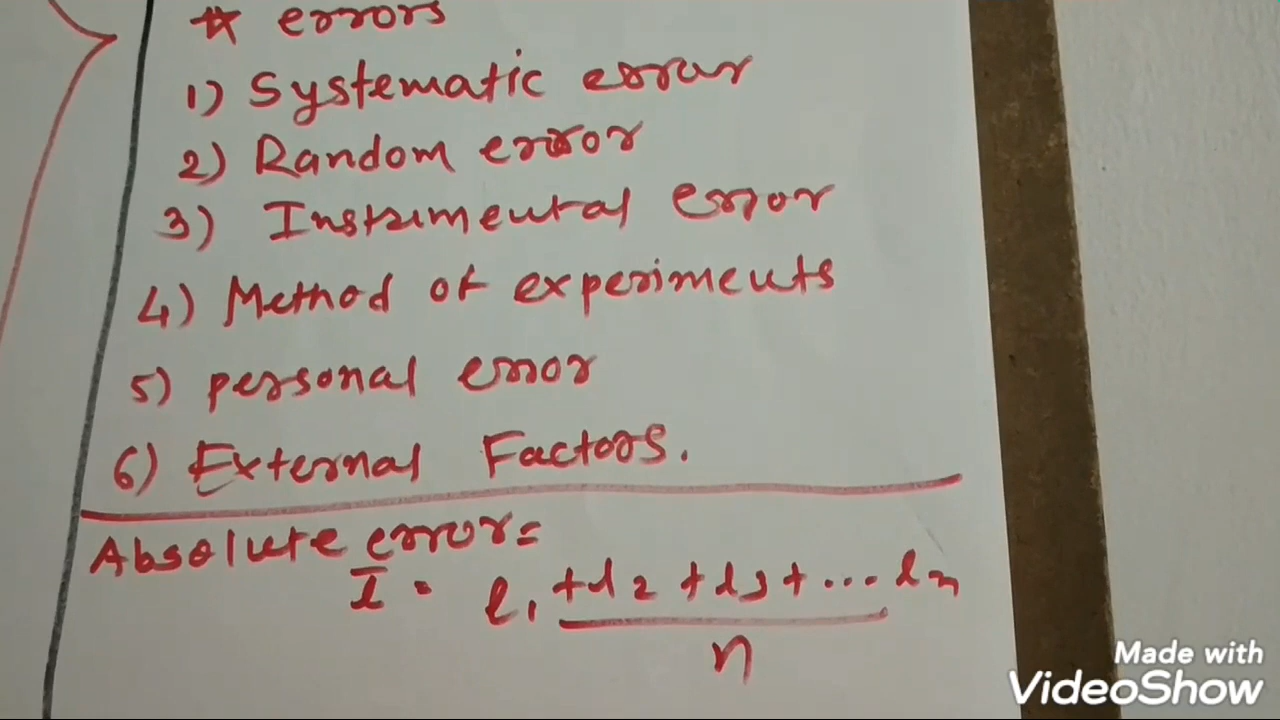 ☆ errors
1) Systematic error
2) Random error
3) Instrumental error
4) Method of experiments
5) personal error
6) External Factors.
Absolute error=
l̄ = l₁ + l₂ + l₃ + ... lₙ
n
Made with
VideoShow